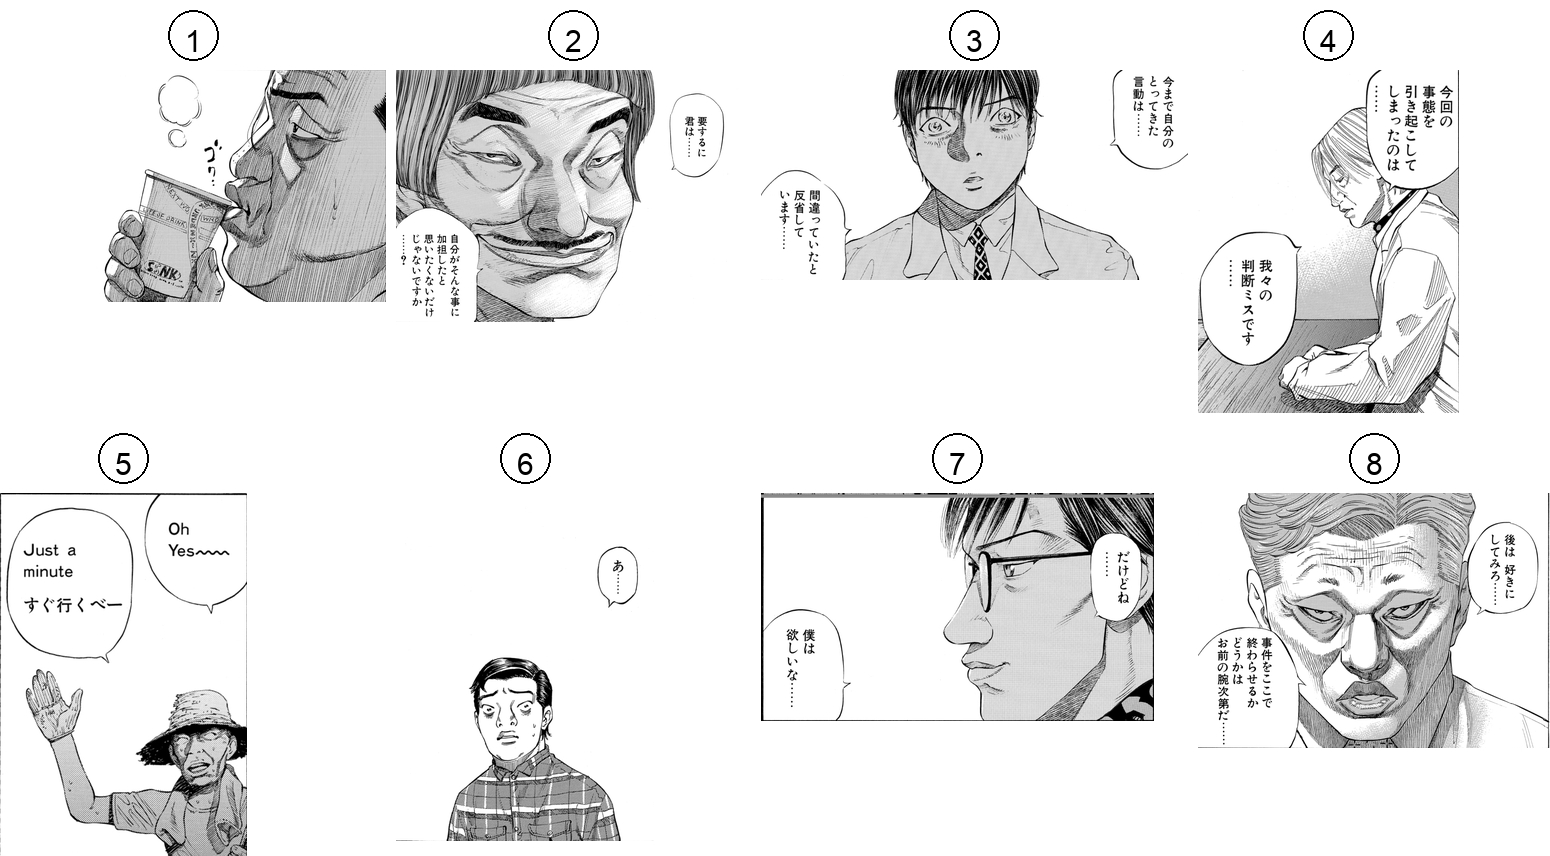 1
ゴク…
SINK
2
要するに
君は……
自分がそんな事に
加担したと
思いたくないだけ
じゃないですか
……?
3
今まで自分の
とってきた
言動は……
間違っていたと
反省して
います……
4
今回の
事態を
引き起こして
しまったのは
……
我々の
判断ミスです
……
5
Oh
Yes〜〜
Just a
minute
すぐ行くべー
6
あ……
7
だけどね
……
僕は
欲しいな……
8
後は 好きに
してみろ……
事件をここで
終わらせるか
どうかは
お前の腕次第だ……